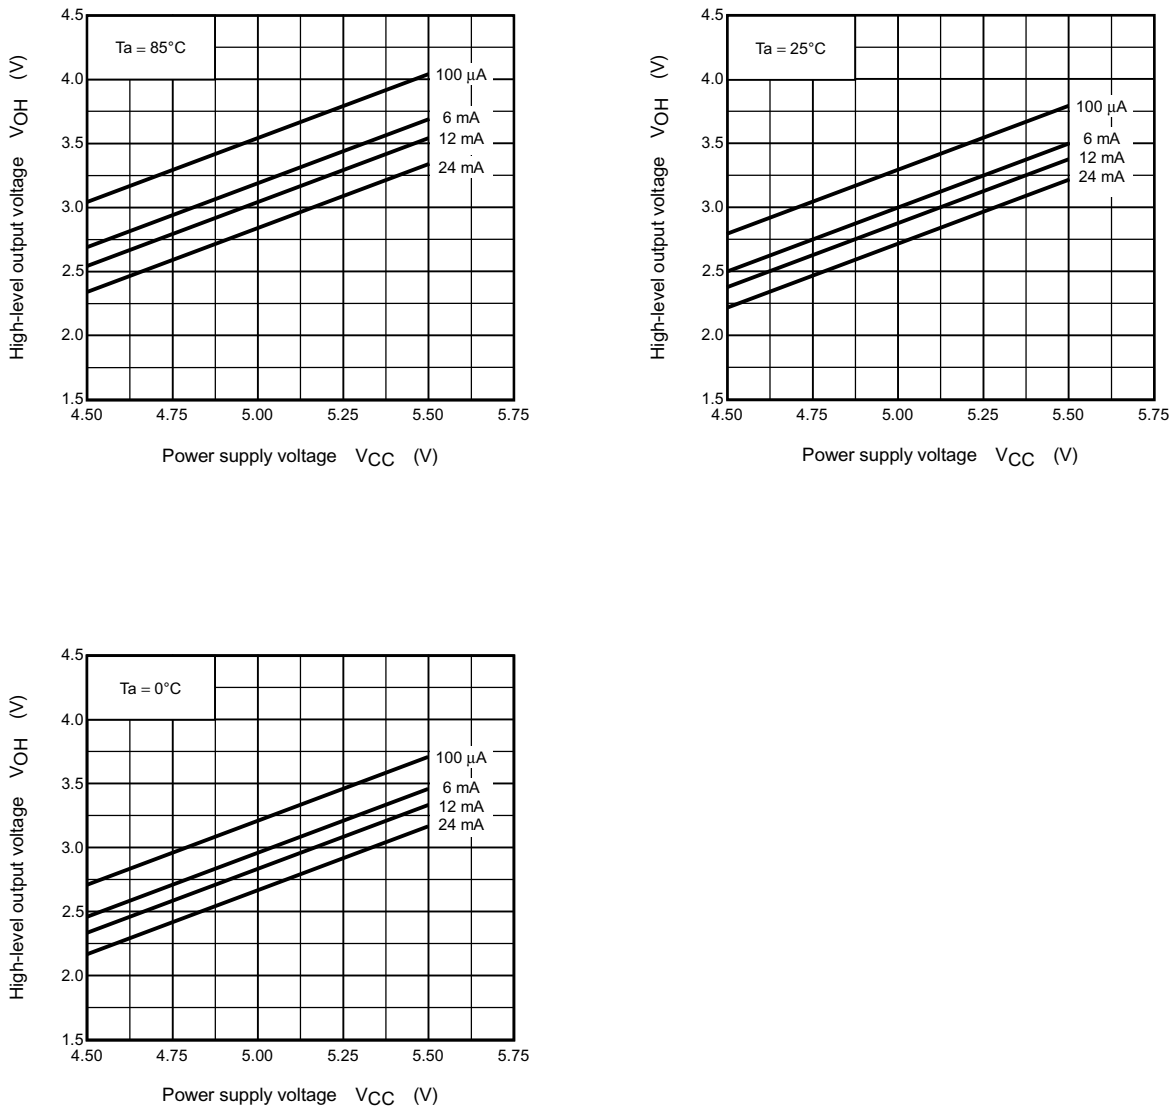 High-level output voltage VOH (V)
4.5
4.0
3.5
3.0
2.5
2.0
1.5
Ta = 85°C
100 μA
6 mA
12 mA
24 mA
4.50 4.75 5.00 5.25 5.50 5.75
Power supply voltage VCC (V)
High-level output voltage VOH (V)
4.5
4.0
3.5
3.0
2.5
2.0
1.5
Ta = 25°C
100 μA
6 mA
12 mA
24 mA
4.50 4.75 5.00 5.25 5.50 5.75
Power supply voltage VCC (V)
High-level output voltage VOH (V)
4.5
4.0
3.5
3.0
2.5
2.0
1.5
Ta = 0°C
100 μA
6 mA
12 mA
24 mA
4.50 4.75 5.00 5.25 5.50 5.75
Power supply voltage VCC (V)